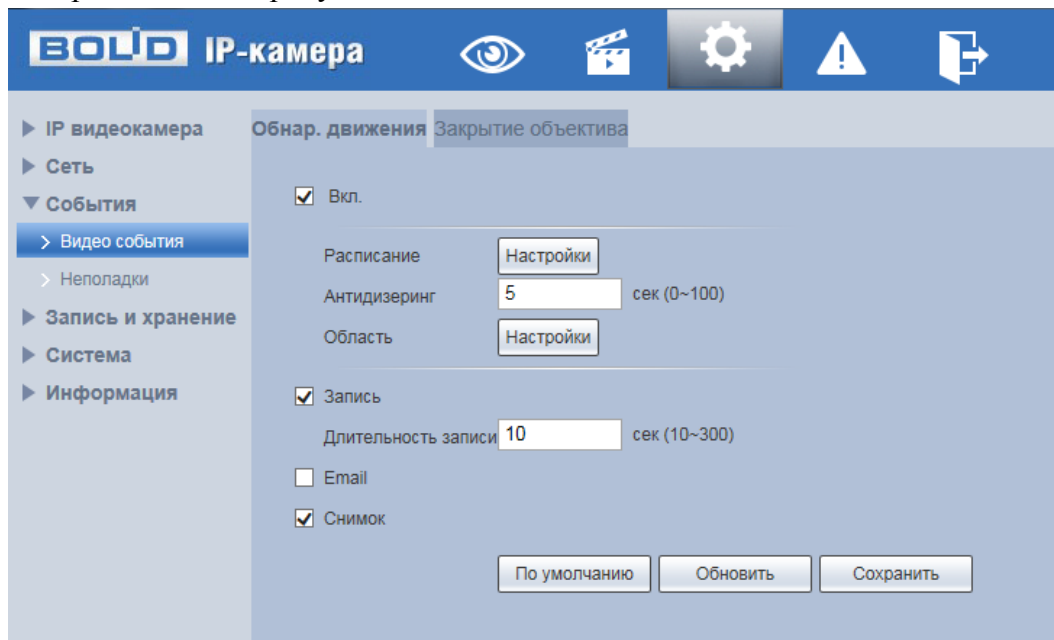 BOLID IP-камера
IP видеокамера
Сеть
События
Видео события
Неполадки
Запись и хранение
Система
Информация
Обнар. движения Закрытие объектива
Вкл.
Расписание Настройки
Антидизеринг 5 сек (0~100)
Область Настройки
Запись
Длительность записи 10 сек (10~300)
Email
Снимок
По умолчанию Обновить Сохранить